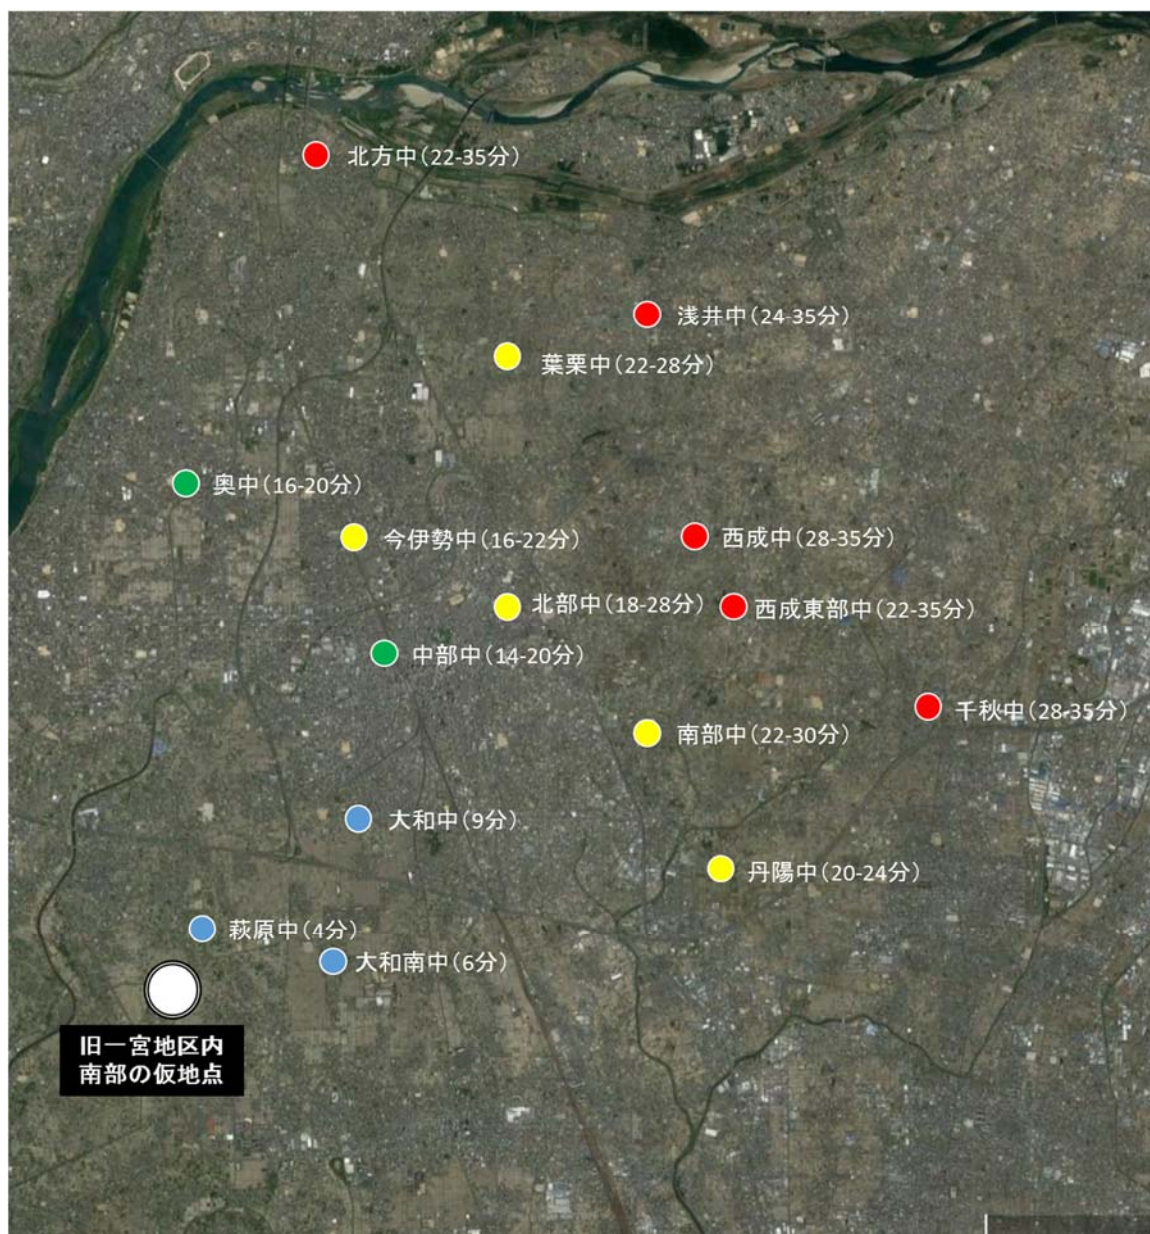 北方中(22-35分)
浅井中(24-35分)
葉栗中(22-28分)
奥中(16-20分)
今伊勢中(16-22分)
西成中(28-35分)
北部中(18-28分)
西成東部中(22-35分)
中部中(14-20分)
千秋中(28-35分)
南部中(22-30分)
大和中(9分)
丹陽中(20-24分)
萩原中(4分)
大和南中(6分)
旧一宮地区内
南部の仮地点